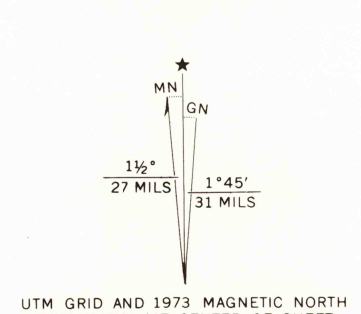 MN
GN
1½°
27 MILS
1°45′
31 MILS
UTM GRID AND 1973 MAGNETIC NORTH